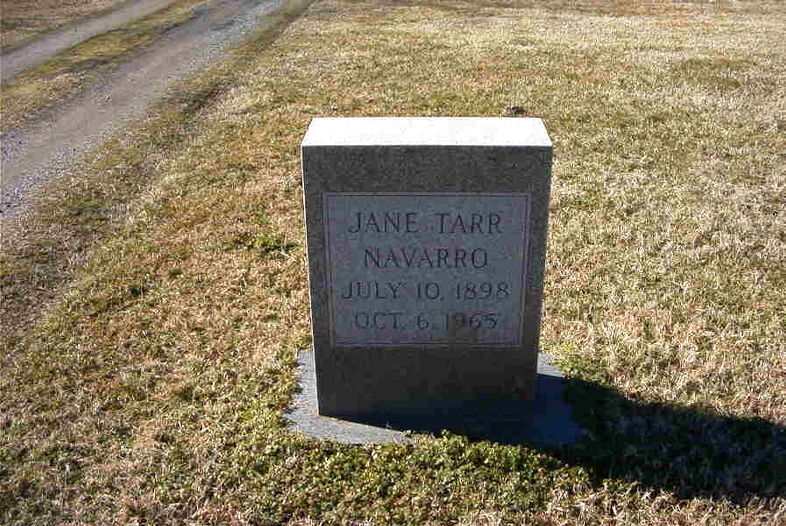 JANE TARR
NAVARRO
JULY 10, 1898
OCT. 6, 1965